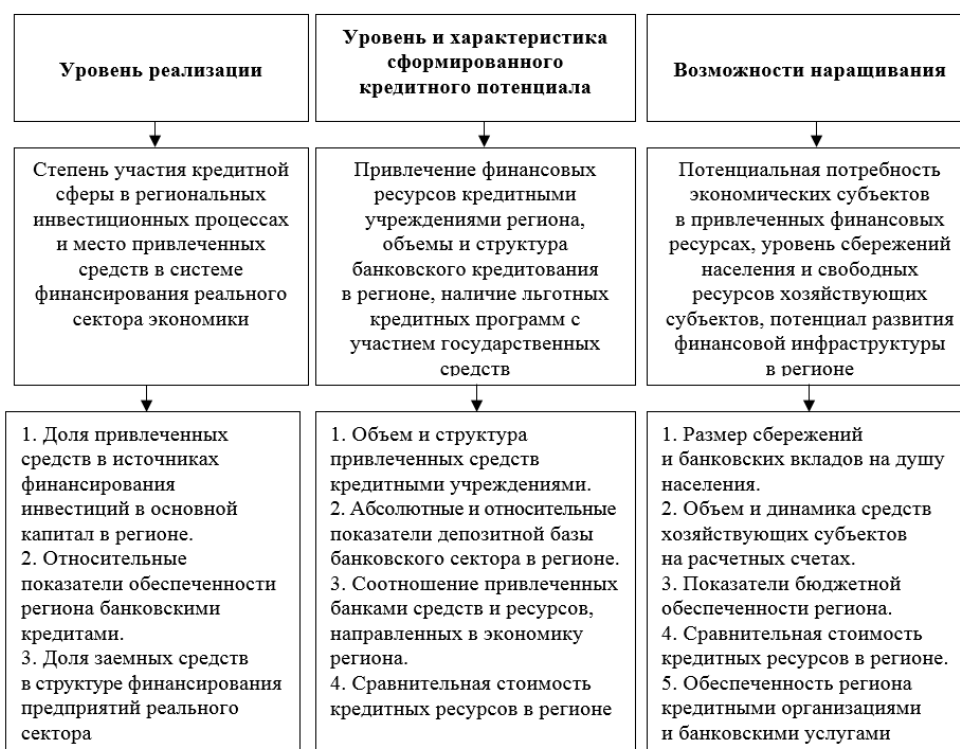 Уровень реализации
Уровень и характеристика
сформированного
кредитного потенциала
Возможности наращивания
Степень участия кредитной
сферы в региональных
инвестиционных процессах
и место привлеченных
средств в системе
финансирования реального
сектора экономики
Привлечение финансовых
ресурсов кредитными
учреждениями региона,
объемы и структура
банковского кредитования
в регионе, наличие льготных
кредитных программ с
участием государственных
средств
Потенциальная потребность
экономических субъектов
в привлеченных финансовых
ресурсах, уровень сбережений
населения и свободных
ресурсов хозяйствующих
субъектов, потенциал развития
финансовой инфраструктуры
в регионе
1. Доля привлеченных
средств в источниках
финансирования
инвестиций в основной
капитал в регионе.
2. Относительные
показатели обеспеченности
региона банковскими
кредитами.
3. Доля заемных средств
в структуре финансирования
предприятий реального
сектора
1. Объем и структура
привлеченных средств
кредитными учреждениями.
2. Абсолютные и относительные
показатели депозитной базы
банковского сектора в регионе.
3. Соотношение привлеченных
банками средств и ресурсов,
направленных в экономику
региона.
4. Сравнительная стоимость
кредитных ресурсов в регионе
1. Размер сбережений
и банковских вкладов на душу
населения.
2. Объем и динамика средств
хозяйствующих субъектов
на расчетных счетах.
3. Показатели бюджетной
обеспеченности региона.
4. Сравнительная стоимость
кредитных ресурсов в регионе.
5. Обеспеченность региона
кредитными организациями
и банковскими услугами